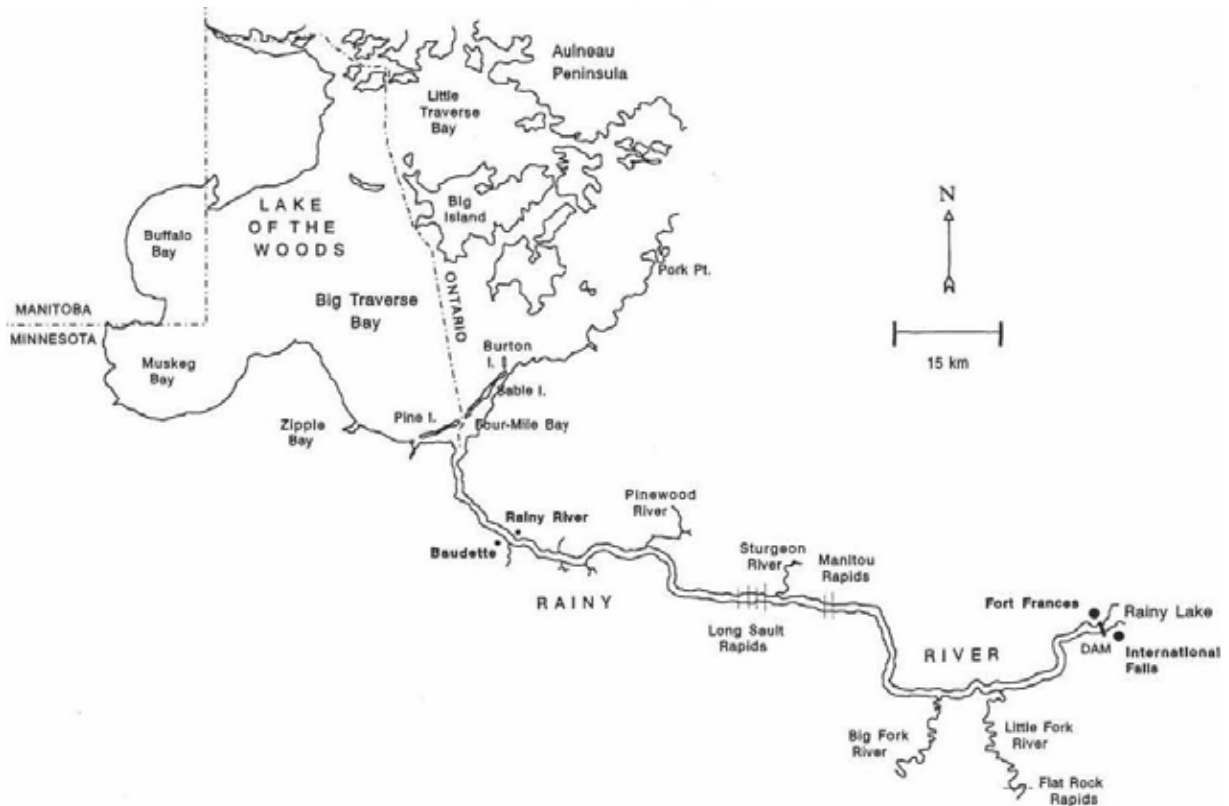 Aulneau
Peninsula
Little
Traverse
Bay
Big
Island
LAKE
OF THE
WOODS
Buffalo
Bay
N
Pork Pt.
ONTARIO
Big Traverse
Bay
MANITOBA
MINNESOTA
15 km
Muskeg
Bay
Burton
I.
Sable I.
Pine I.
Four-Mile Bay
Zipple
Bay
Pinewood
River
Rainy River
Baudette
Sturgeon
River
Manitou
Rapids
RAINY
Long Sault
Rapids
Fort Frances
Rainy Lake
DAM
International
Falls
RIVER
Big Fork
River
Little Fork
River
Flat Rock
Rapids